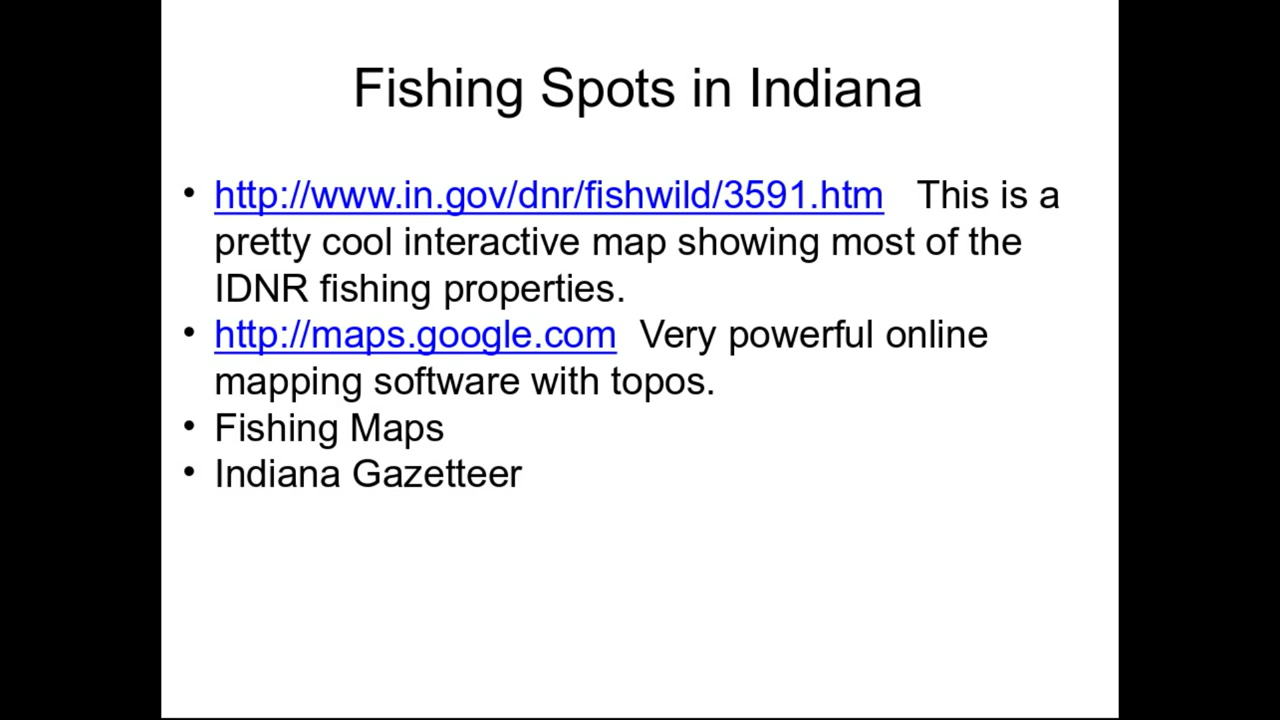 Fishing Spots in Indiana
• http://www.in.gov/dnr/fishwild/3591.htm This is a
pretty cool interactive map showing most of the
IDNR fishing properties.
• http://maps.google.com Very powerful online
mapping software with topos.
• Fishing Maps
• Indiana Gazetteer